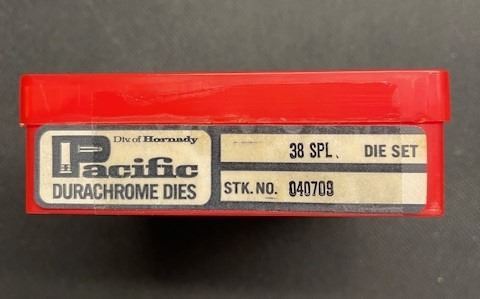 Div. of Hornady
Pacific
DURACHROME DIES
38 SPL. DIE SET
STK. NO. 040709